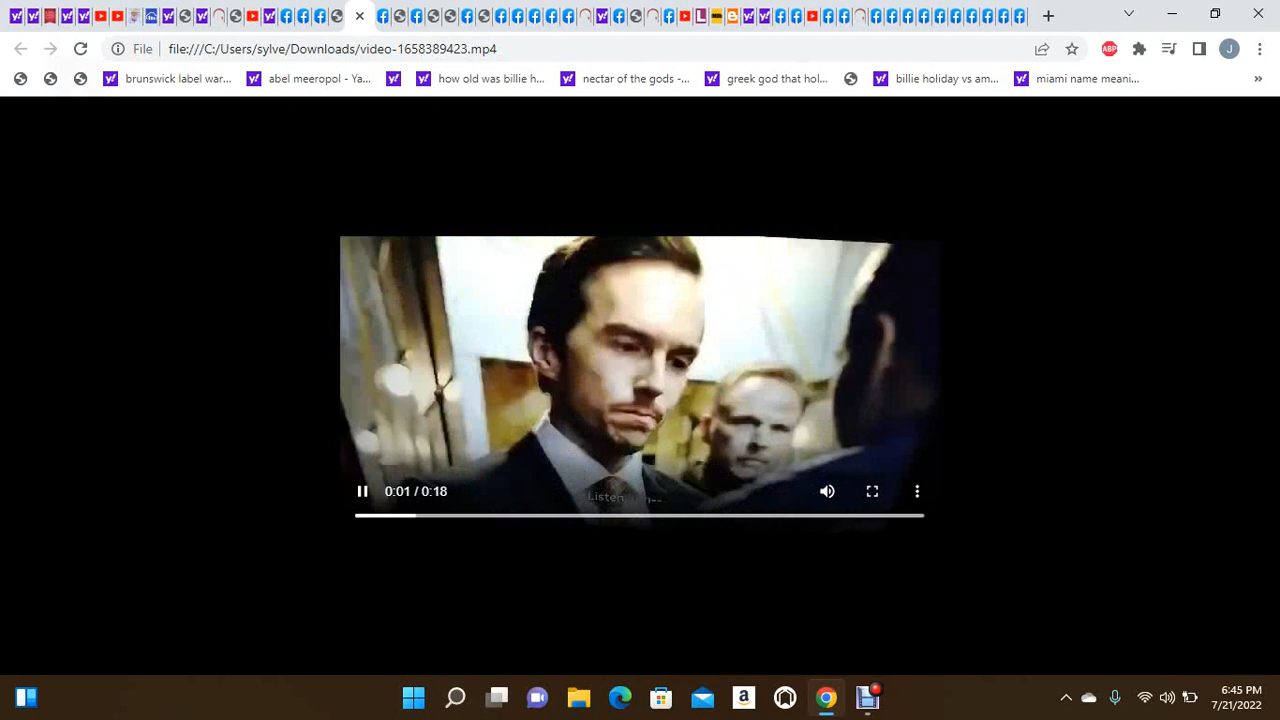 File
file:///C:/Users/sylve/Downloads/video-1658389423.mp4
ABP
J
brunswick label war...
abel meeropol - Ya...
how old was billie h...
nectar of the gods -...
greek god that hol...
billie holiday vs am...
miami name meani...
Listen,
0:01 / 0:18
6:45 PM
7/21/2022